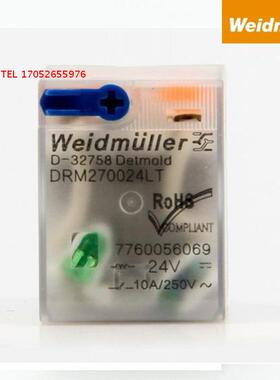 Weidm
TEL 17052655976
Weidmüller
D-32758 Detmold
DRM270024LT
RoHS
COMPLIANT
7760056069
24V
10A/250V~